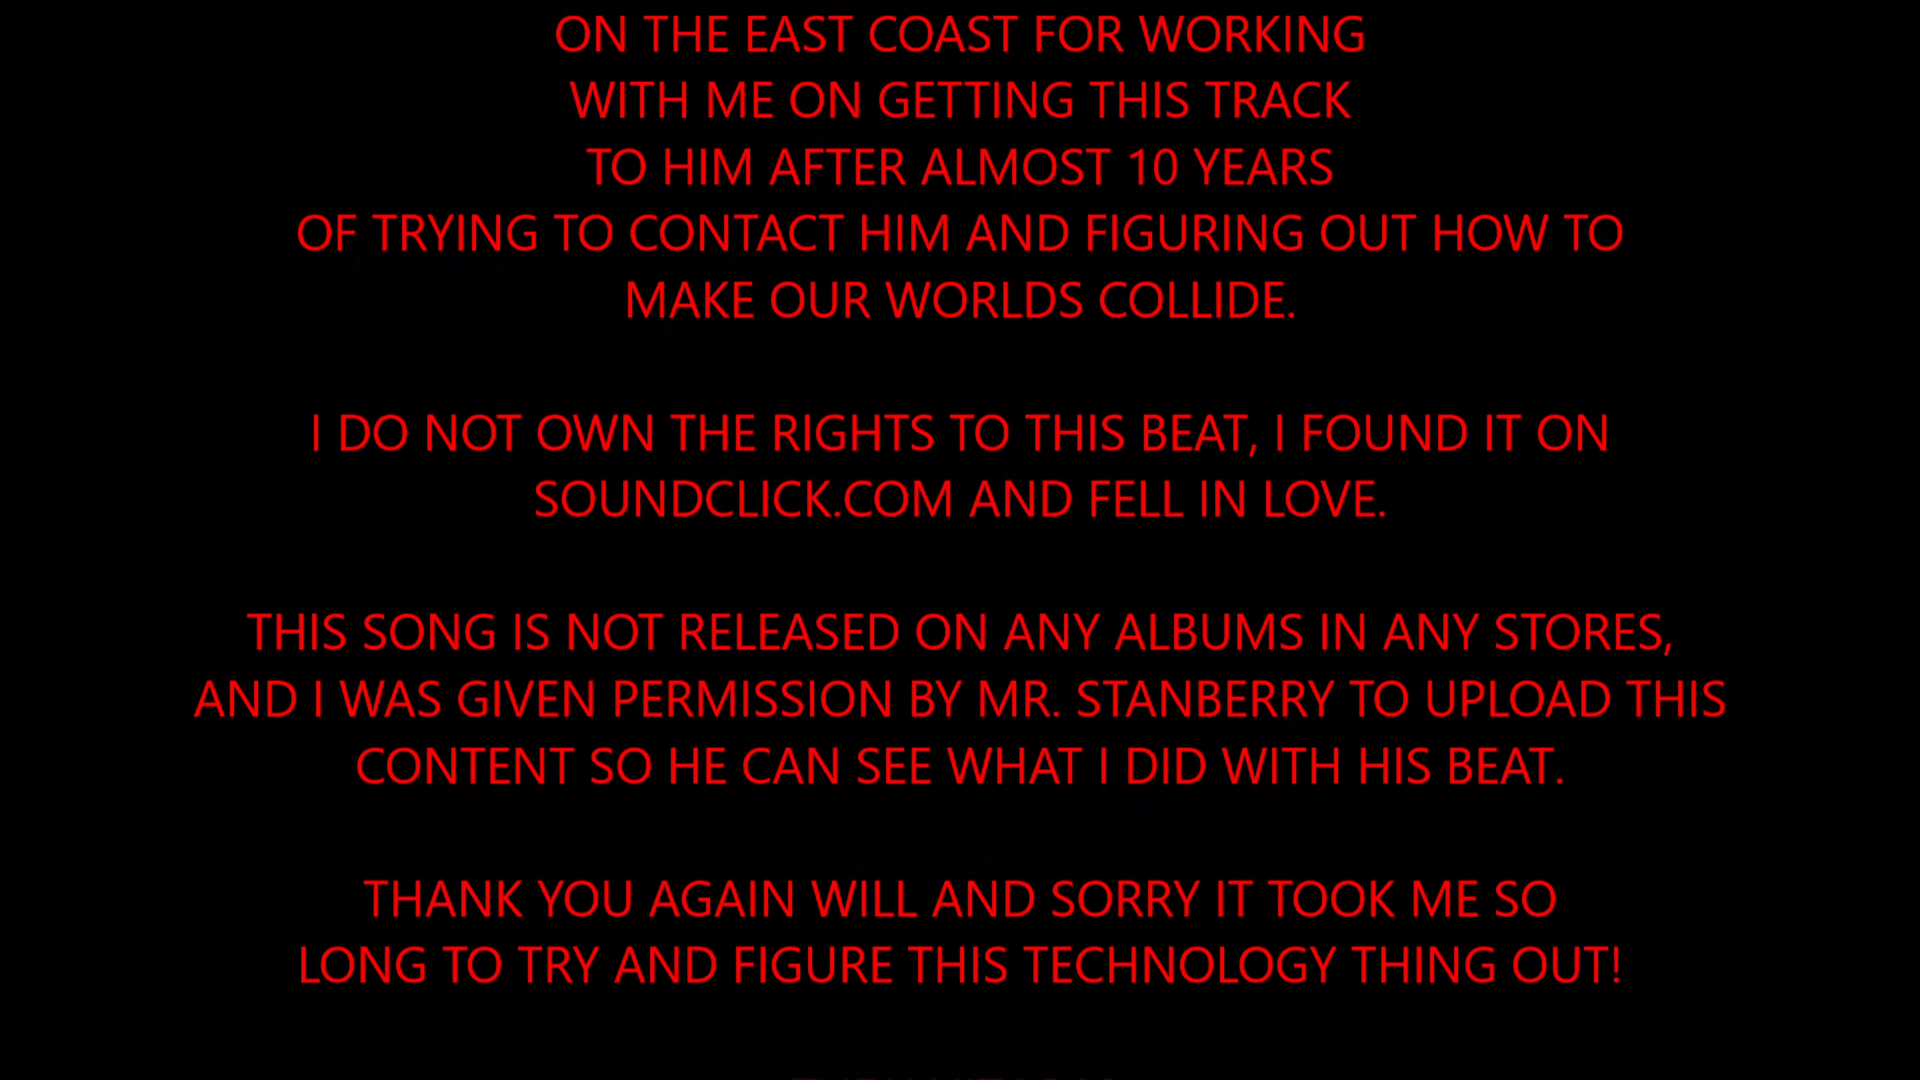 ON THE EAST COAST FOR WORKING
WITH ME ON GETTING THIS TRACK
TO HIM AFTER ALMOST 10 YEARS
OF TRYING TO CONTACT HIM AND FIGURING OUT HOW TO
MAKE OUR WORLDS COLLIDE.
I DO NOT OWN THE RIGHTS TO THIS BEAT, I FOUND IT ON
SOUNDCLICK.COM AND FELL IN LOVE.
THIS SONG IS NOT RELEASED ON ANY ALBUMS IN ANY STORES,
AND I WAS GIVEN PERMISSION BY MR. STANBERRY TO UPLOAD THIS
CONTENT SO HE CAN SEE WHAT I DID WITH HIS BEAT.
THANK YOU AGAIN WILL AND SORRY IT TOOK ME SO
LONG TO TRY AND FIGURE THIS TECHNOLOGY THING OUT!